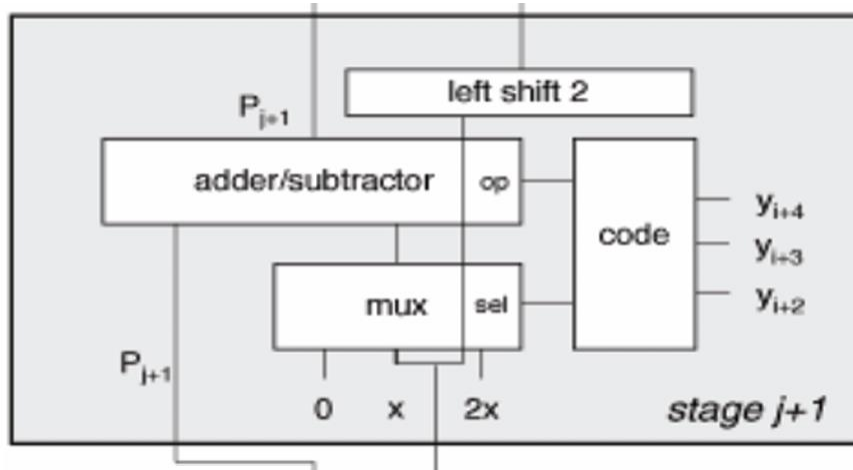 left shift 2
P_{j+1}
adder/subtractor op
y_{i+4}
code
y_{i+3}
mux sel
y_{i+2}
P_{j+1}
0 x 2x
stage j+1